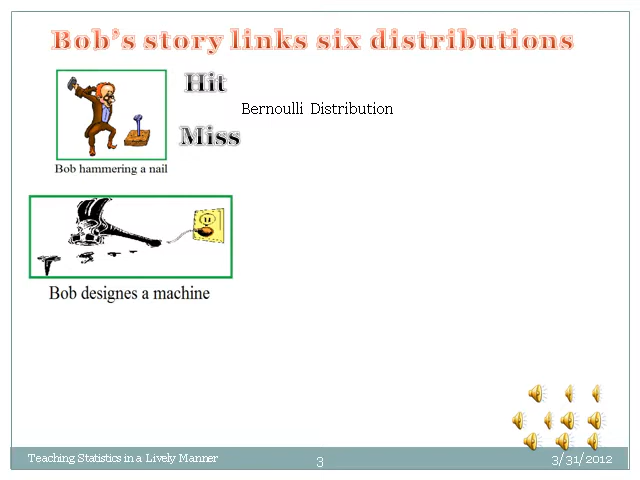 Bob's story links six distributions
Hit
Bernoulli Distribution
Miss
Bob hammering a nail
Bob designes a machine
Teaching Statistics in a Lively Manner
3
3/31/2012